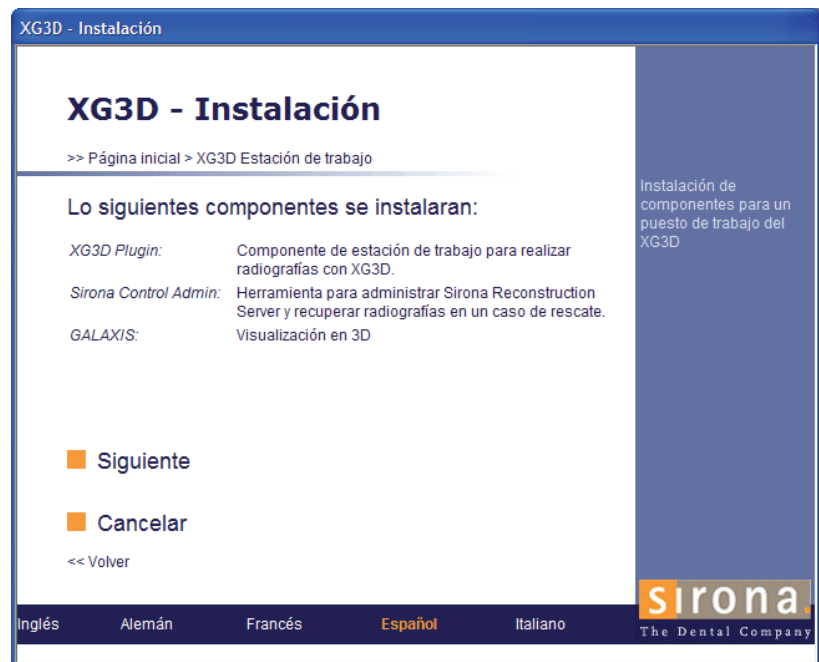 XG3D - Instalación
XG3D - Instalación
>> Página inicial > XG3D Estación de trabajo
Lo siguientes componentes se instalaran:
XG3D Plugin: Componente de estación de trabajo para realizar
radiografías con XG3D.
Sirona Control Admin: Herramienta para administrar Sirona Reconstruction
Server y recuperar radiografías en un caso de rescate.
GALAXIS: Visualización en 3D
Siguiente
Cancelar
<< Volver
Instalación de
componentes para un
puesto de trabajo del
XG3D
sirona.
The Dental Company
Inglés Alemán Francés Español Italiano